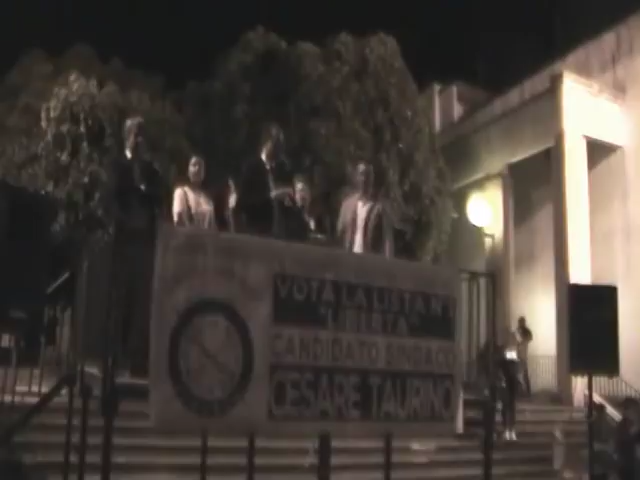 VOTA LA LISTA N°1
"LIBERTA'"
CANDIDATO SINDACO
CESARE TAURINO